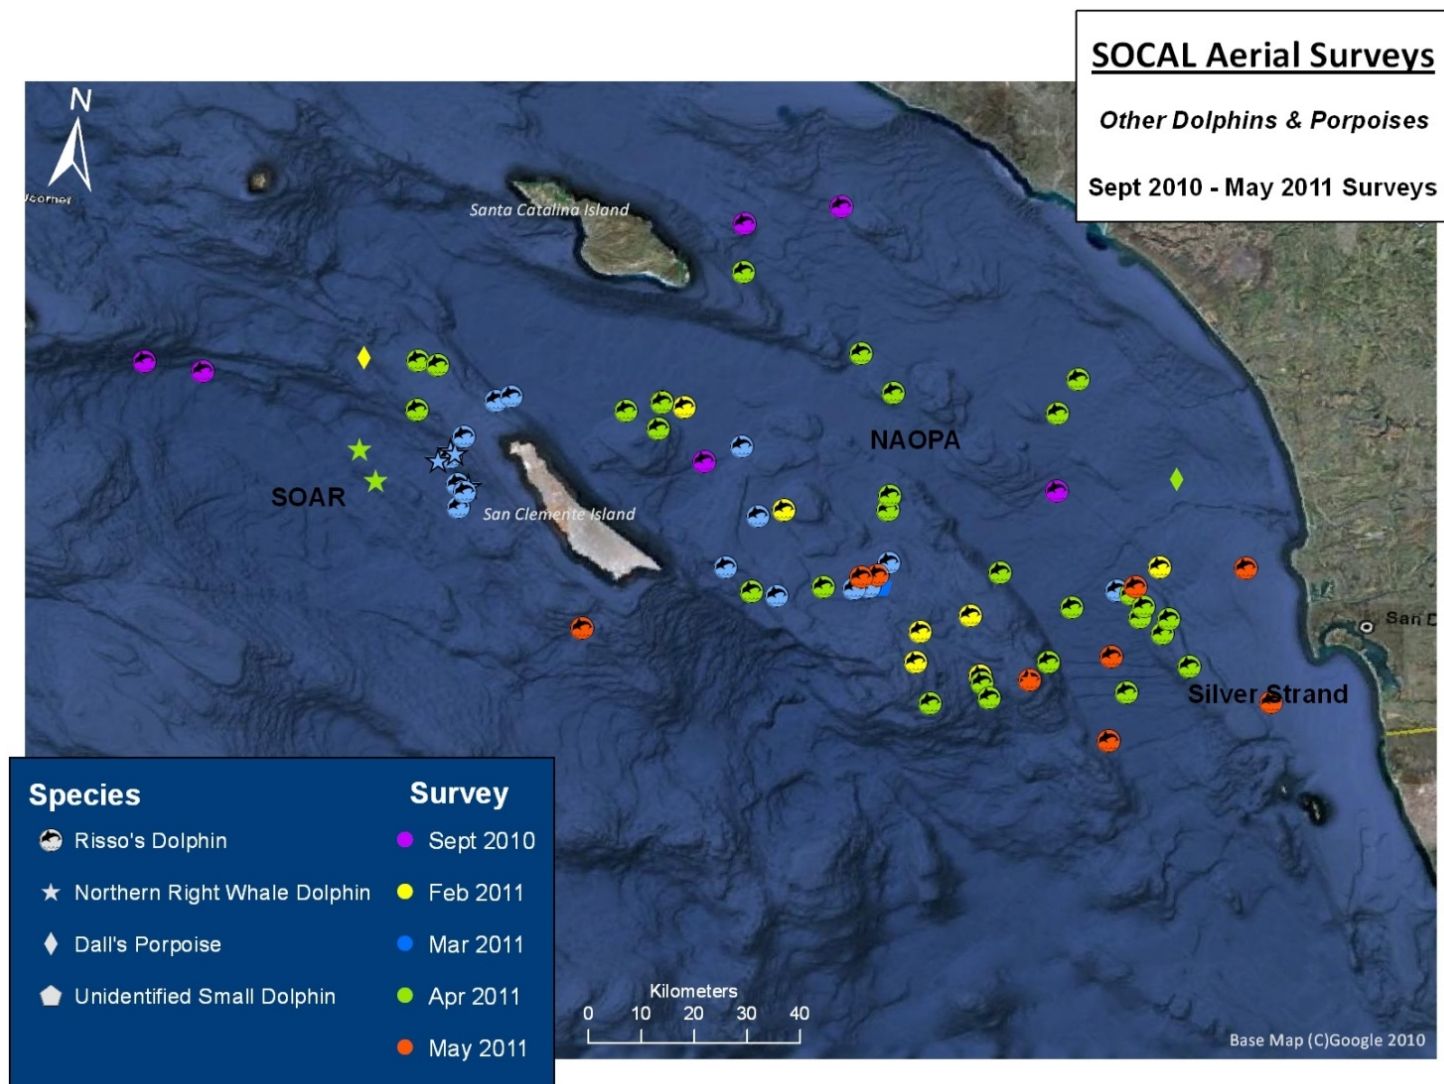 SOCAL Aerial Surveys
Other Dolphins & Porpoises
Sept 2010 - May 2011 Surveys
N
Santa Catalina Island
NAOPA
SOAR
San Clemente Island
San
Silver Strand
Species
Survey
Risso's Dolphin
Sept 2010
Northern Right Whale Dolphin
Feb 2011
Dall's Porpoise
Mar 2011
Unidentified Small Dolphin
Apr 2011
May 2011
Kilometers
0 10 20 30 40
Base Map (C)Google 2010